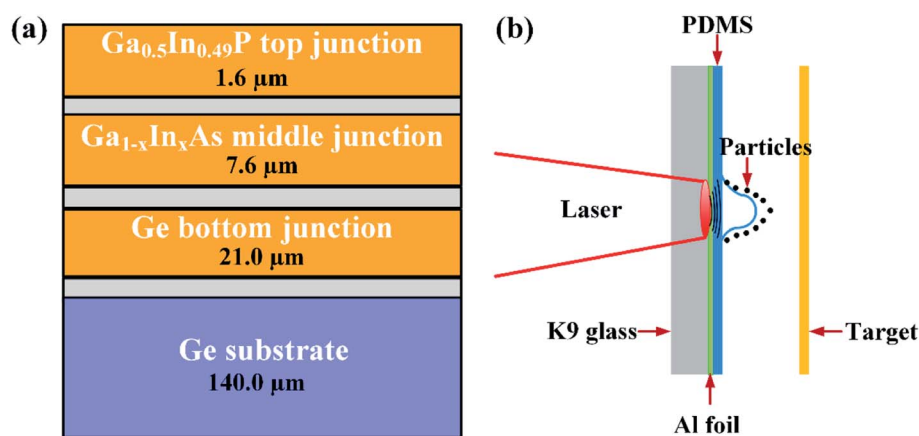 (a)
Ga0.5In0.49P top junction
1.6 μm
Ga1-xInxAs middle junction
7.6 μm
Ge bottom junction
21.0 μm
Ge substrate
140.0 μm
(b)
PDMS
Particles
Laser
K9 glass
Target
Al foil